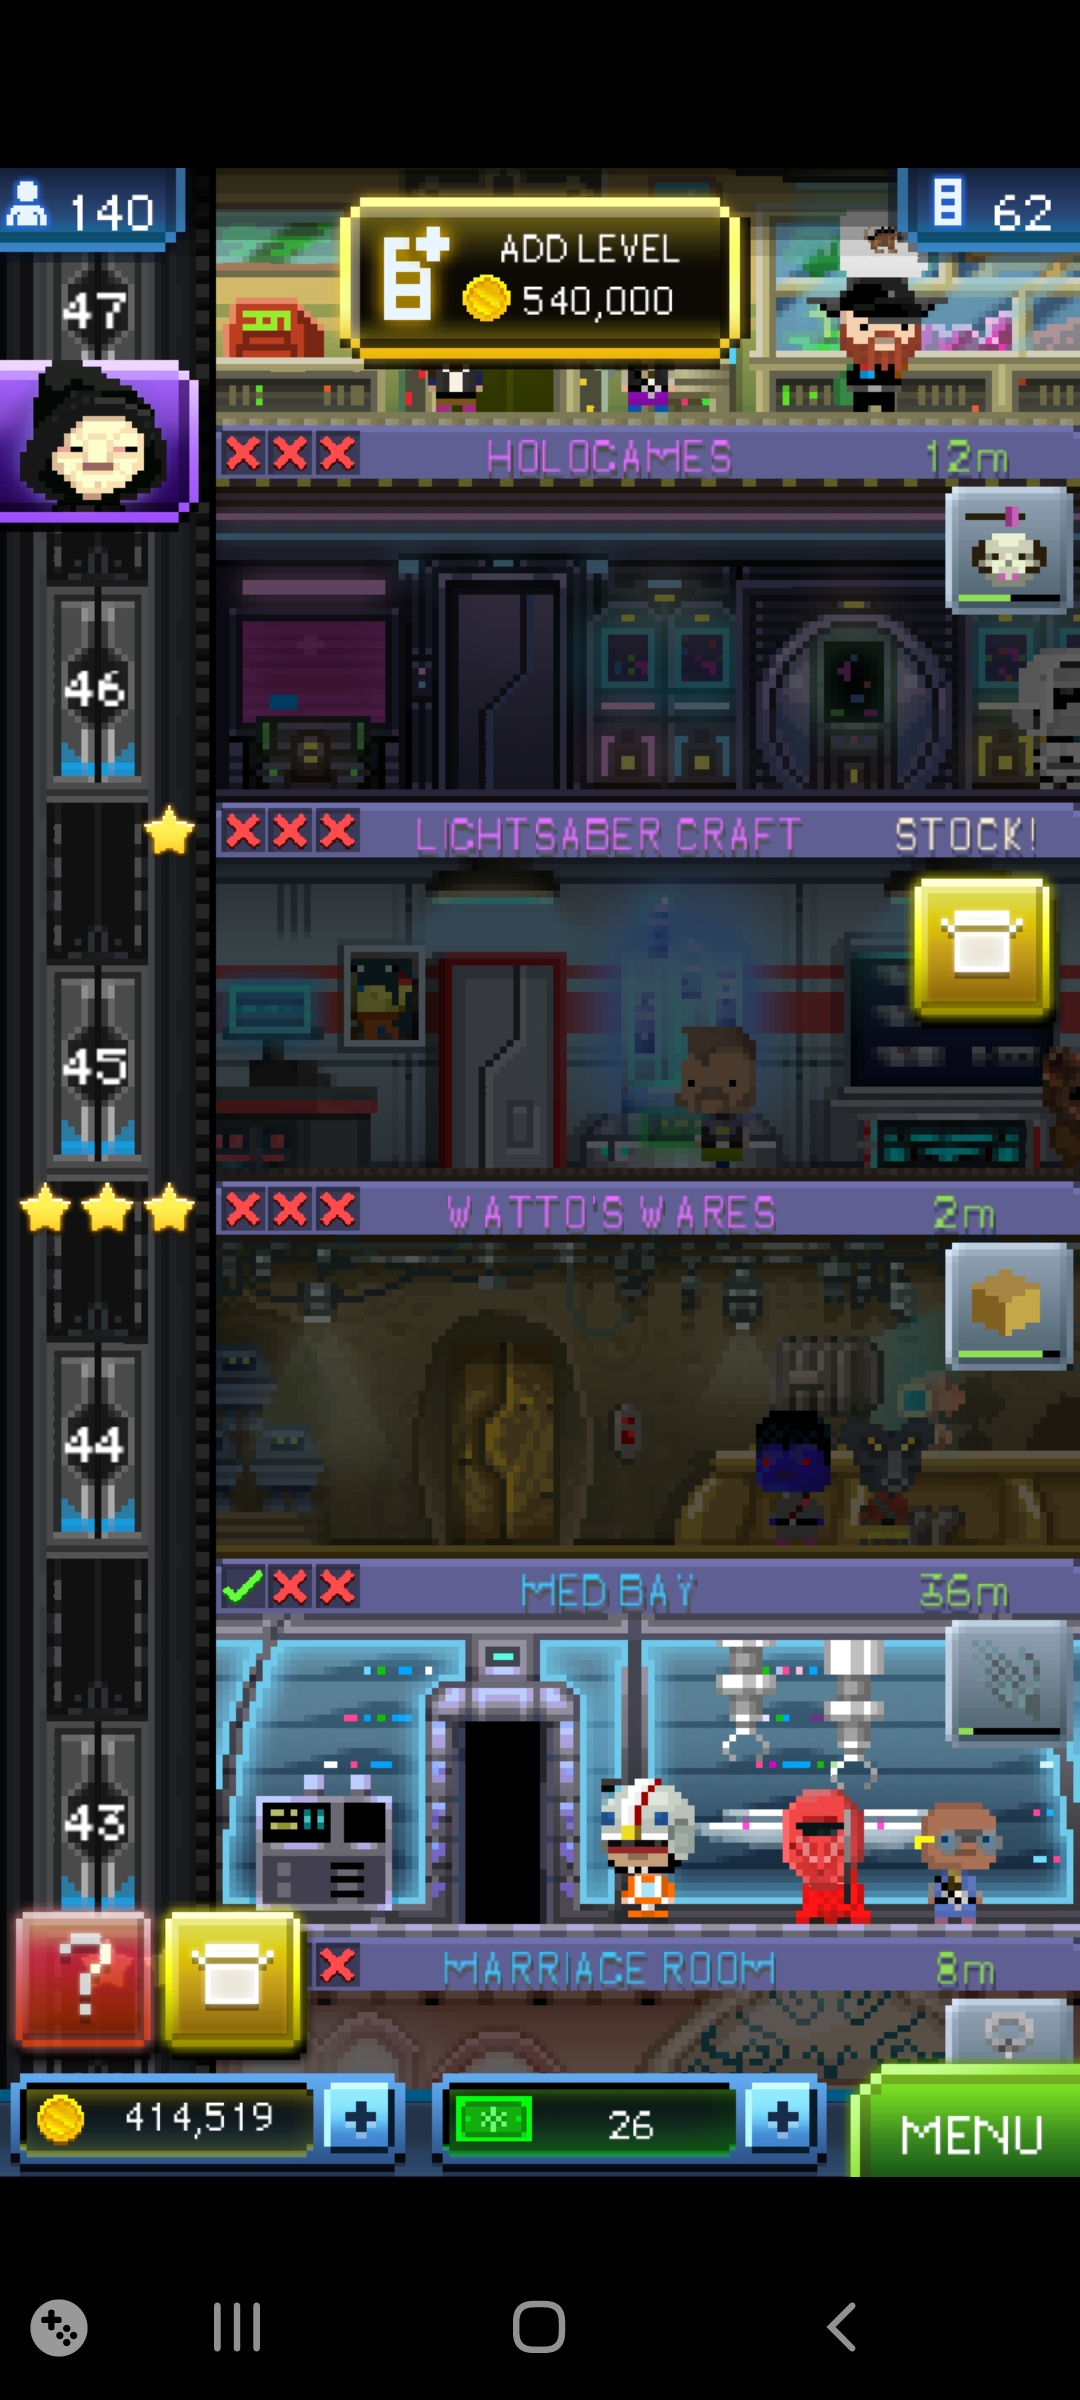 140
ADD LEVEL
540,000
62
47
HOLOGAMES 12m
46
LIGHTSABER CRAFT STOCK!
45
WATTO'S WARES 2m
44
MED BAY 36m
43
?
MARRIAGE ROOM 8m
414,519 +
26 +
MENU